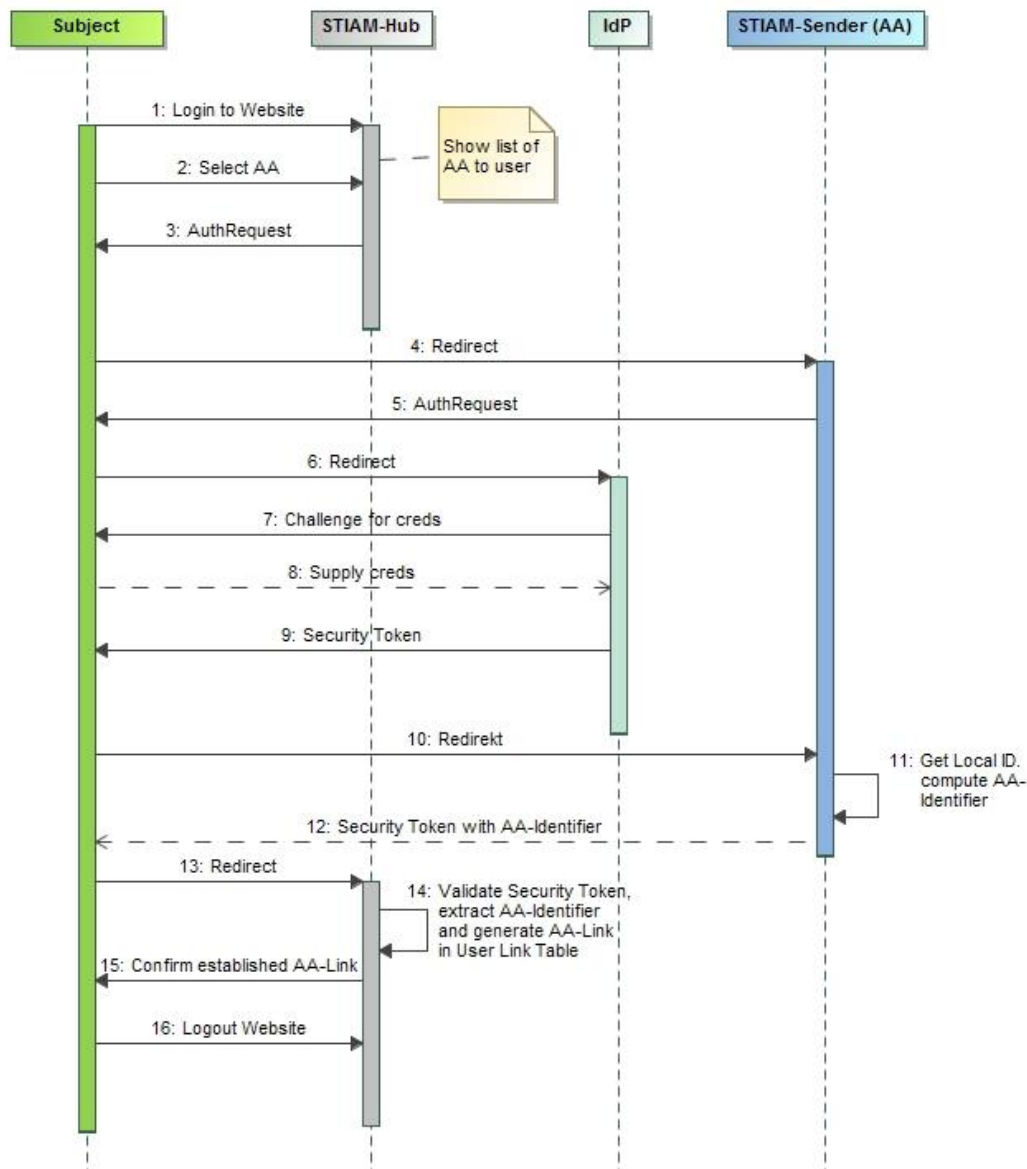 Subject
STIAM-Hub
IdP
STIAM-Sender (AA)
1: Login to Website
Show list of
AA to user
2: Select AA
3: AuthRequest
4: Redirect
5: AuthRequest
6: Redirect
7: Challenge for creds
8: Supply creds
9: Security Token
10: Redirekt
11: Get Local ID.
compute AA-
Identifier
12: Security Token with AA-Identifier
13: Redirect
14: Validate Security Token,
extract AA-Identifier
and generate AA-Link
in User Link Table
15: Confirm established AA-Link
16: Logout Website